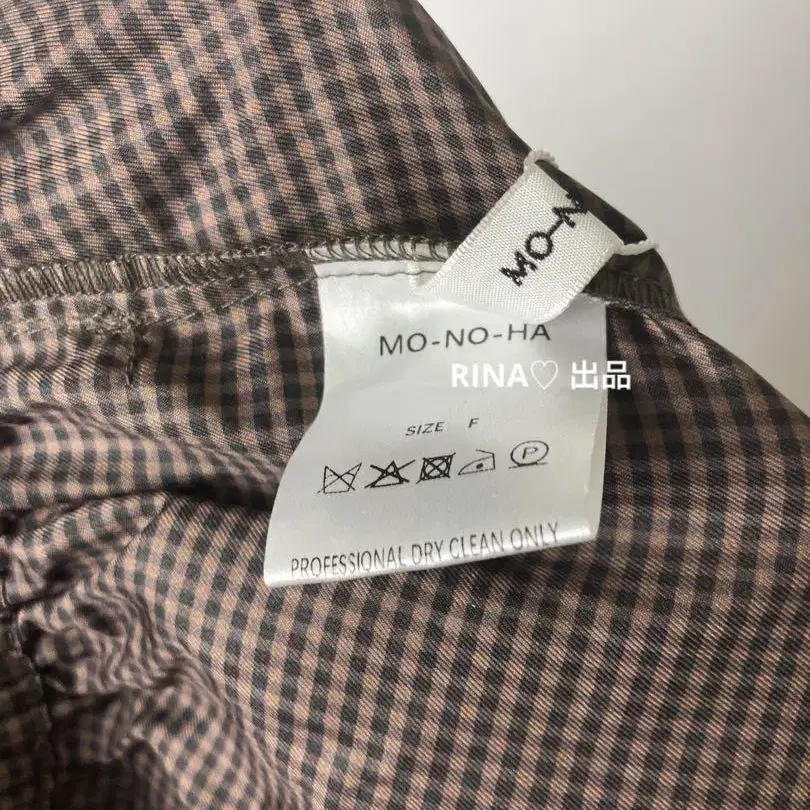 MO-N
MO-NO-HA
RINA♡ 出品
SIZE F
P
PROFESSIONAL DRY CLEAN ONLY